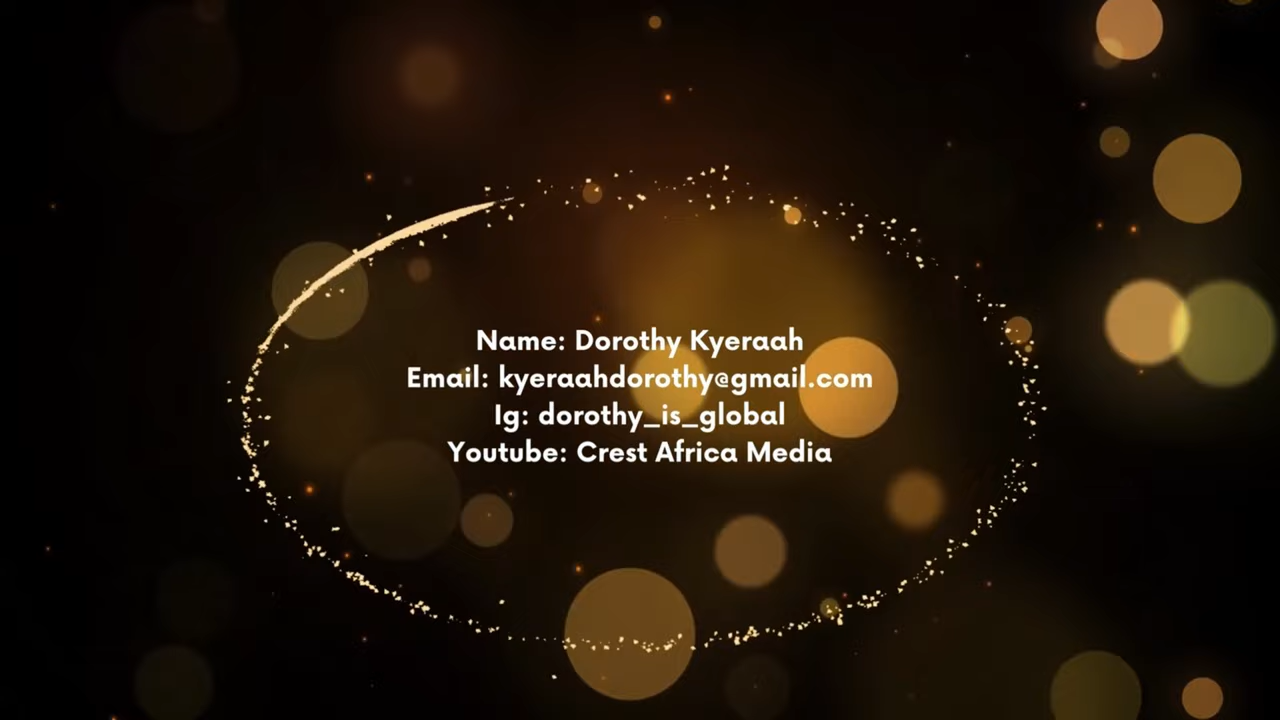 Name: Dorothy Kyeraah
Email: kyeraahdorothy@gmail.com
Ig: dorothy_is_global
Youtube: Crest Africa Media